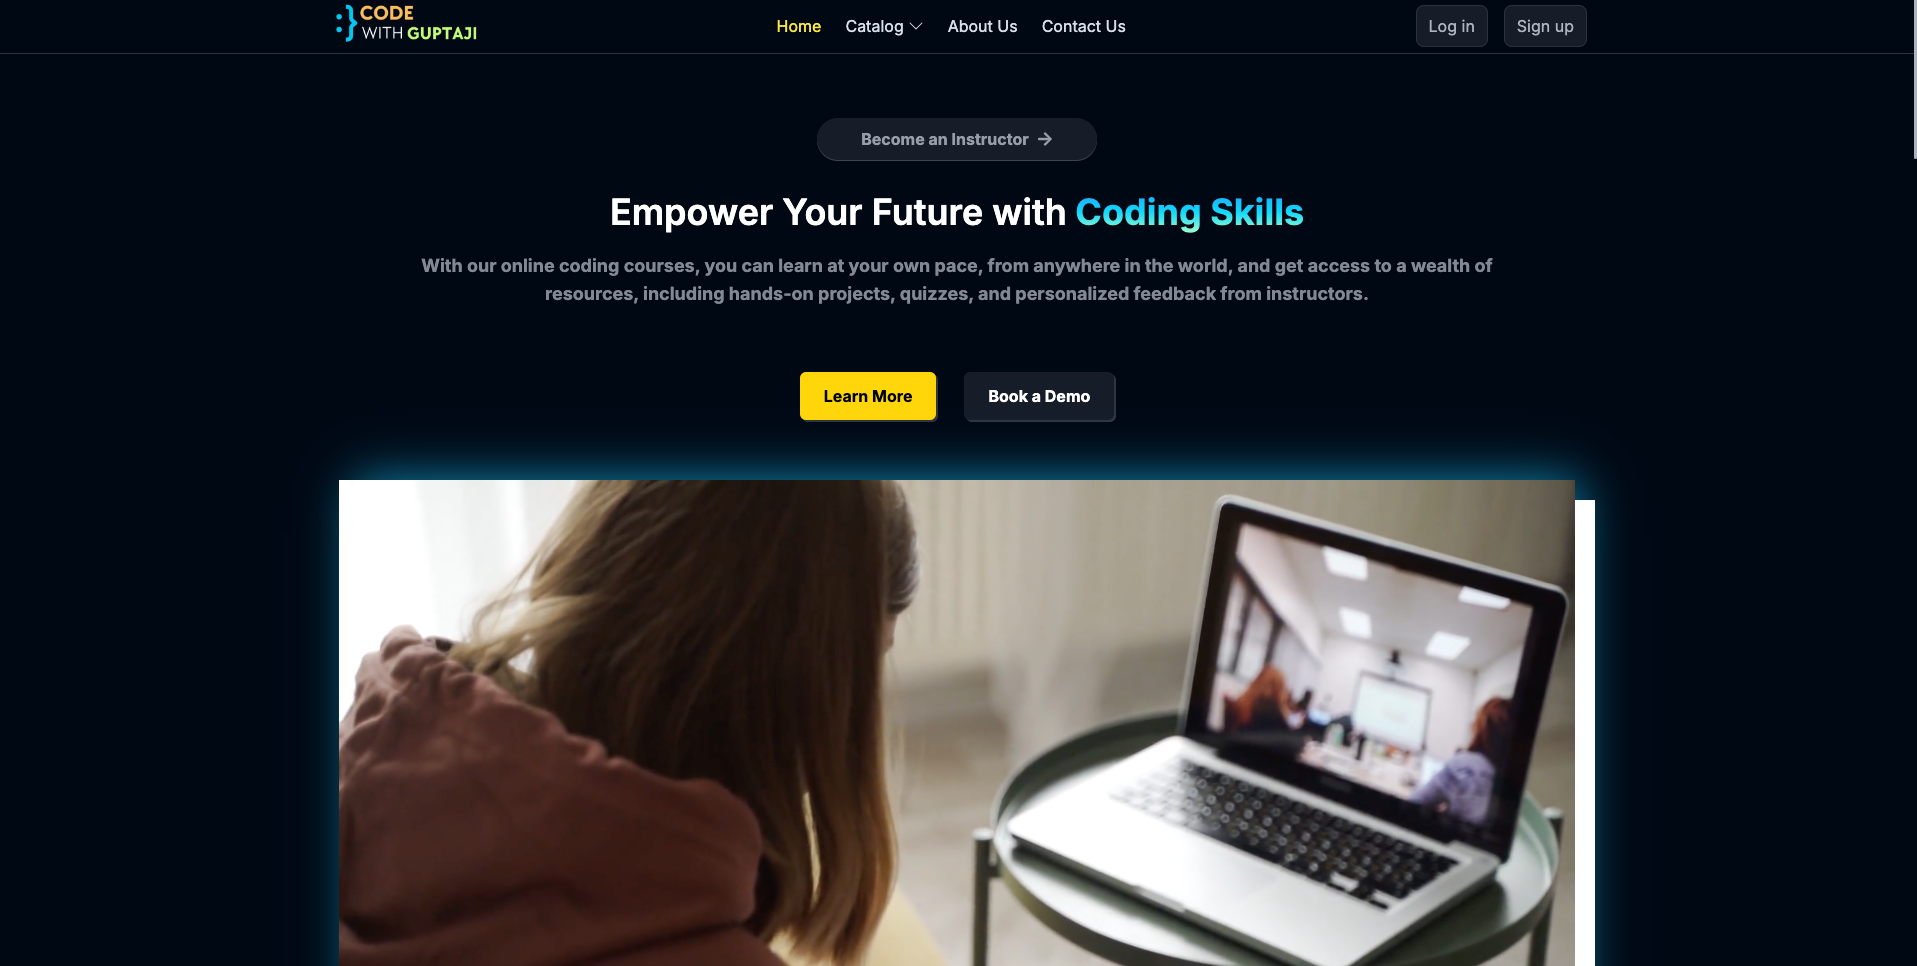 CODE
WITH GUPTAJI
Home
Catalog
About Us
Contact Us
Log in
Sign up
Become an Instructor →
Empower Your Future with Coding Skills
With our online coding courses, you can learn at your own pace, from anywhere in the world, and get access to a wealth of
resources, including hands-on projects, quizzes, and personalized feedback from instructors.
Learn More
Book a Demo